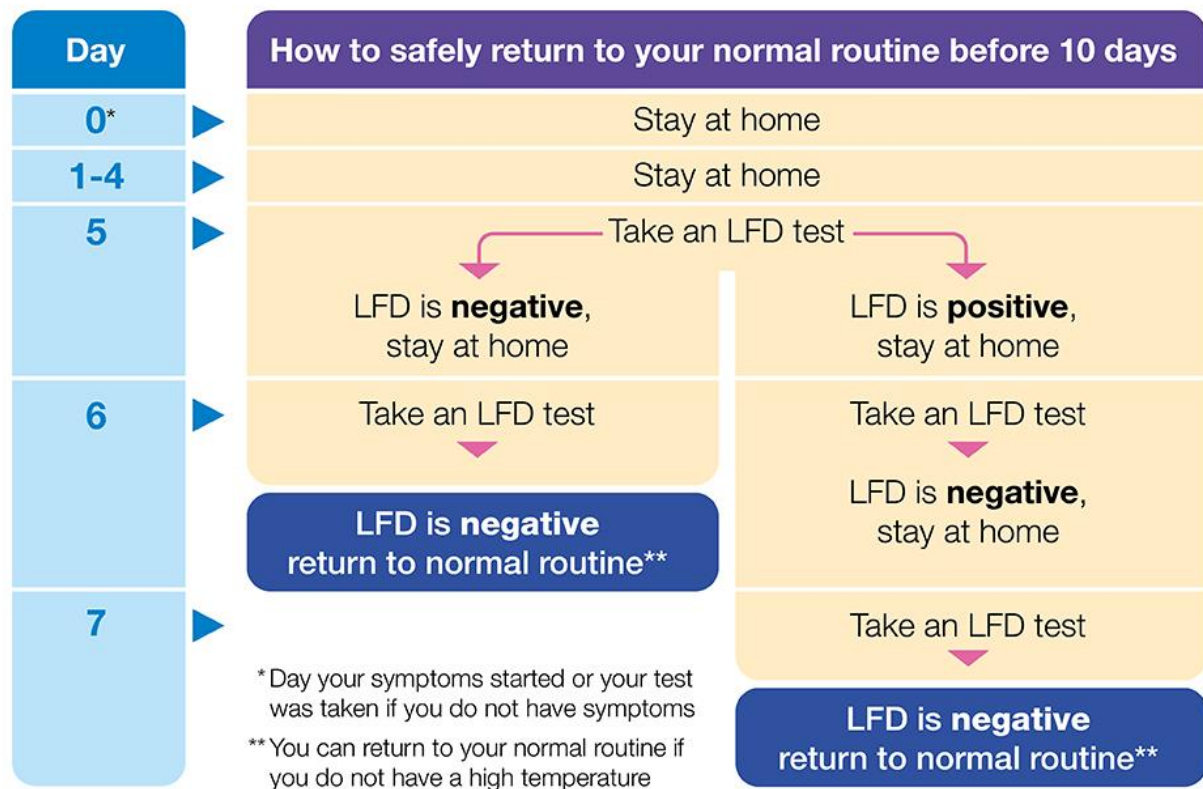 Day
How to safely return to your normal routine before 10 days
0*
Stay at home
1-4
Stay at home
5
Take an LFD test
LFD is negative,
stay at home
LFD is positive,
stay at home
6
Take an LFD test
LFD is negative
return to normal routine**
Take an LFD test
LFD is negative,
stay at home
7
Take an LFD test
LFD is negative
return to normal routine**
* Day your symptoms started or your test
was taken if you do not have symptoms
** You can return to your normal routine if
you do not have a high temperature